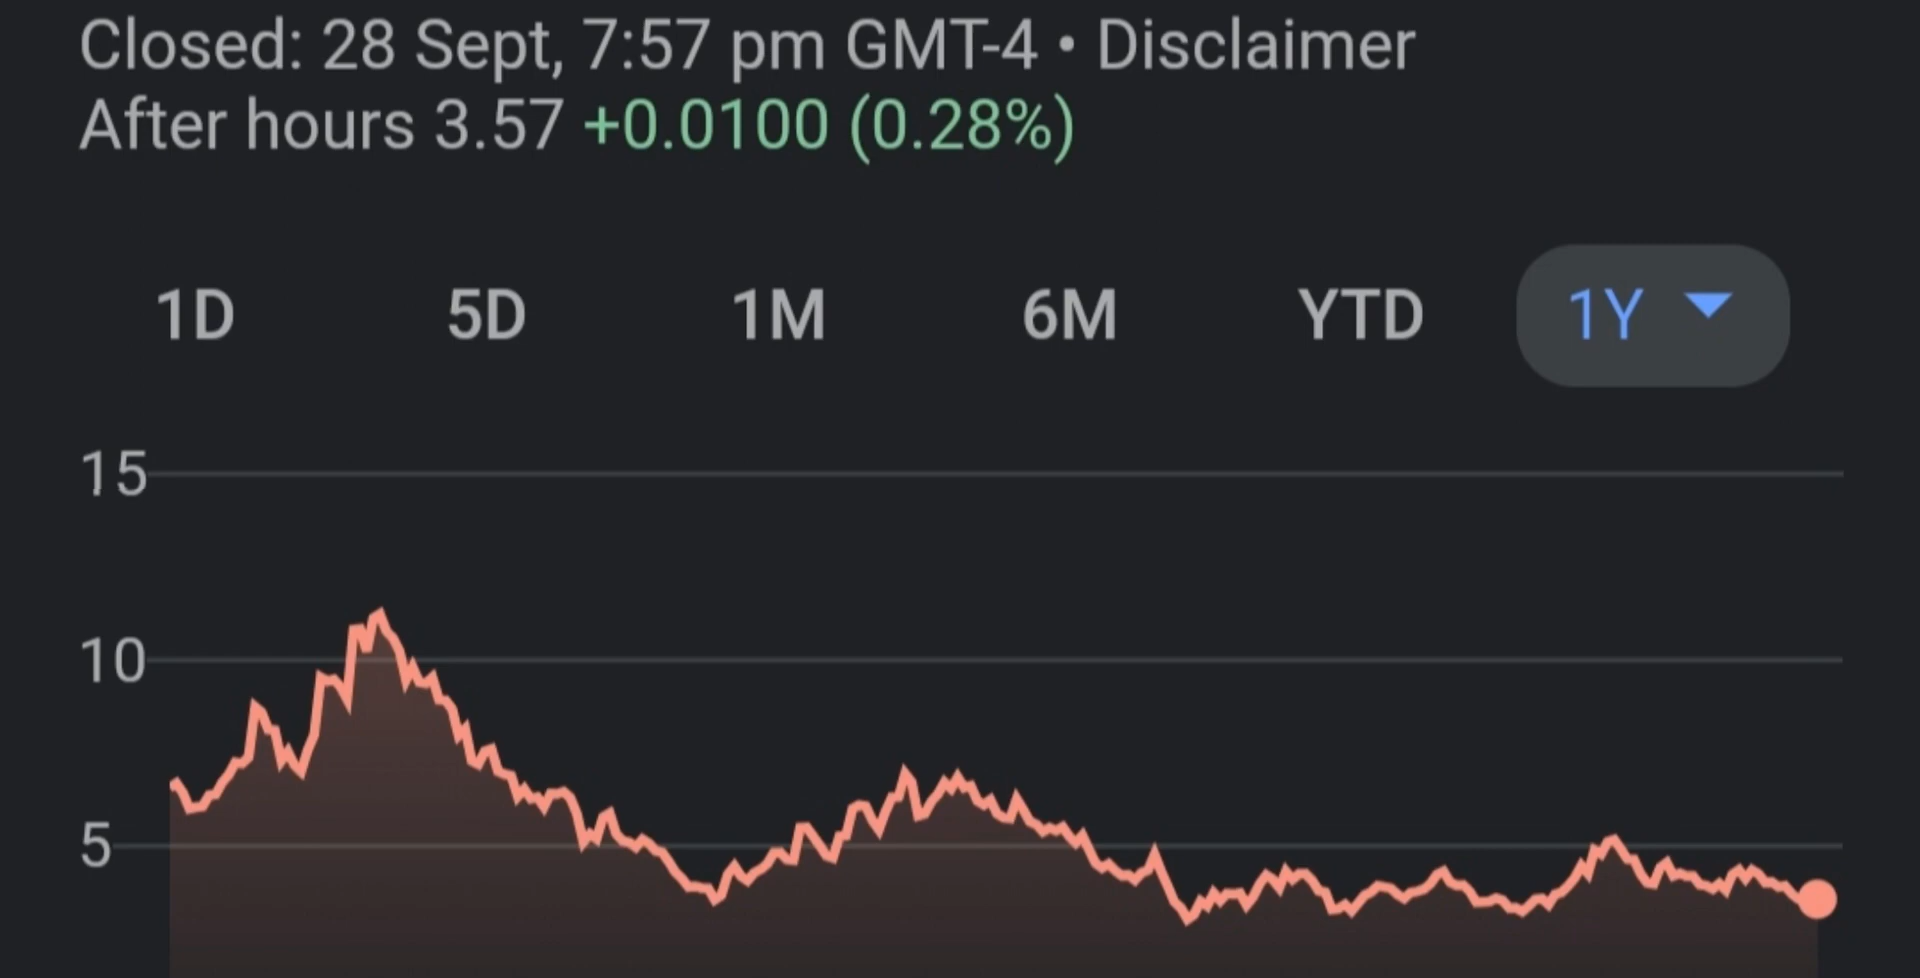 Closed: 28 Sept, 7:57 pm GMT-4 • Disclaimer
After hours 3.57 +0.0100 (0.28%)
1D 5D 1M 6M YTD 1Y
15
10
5